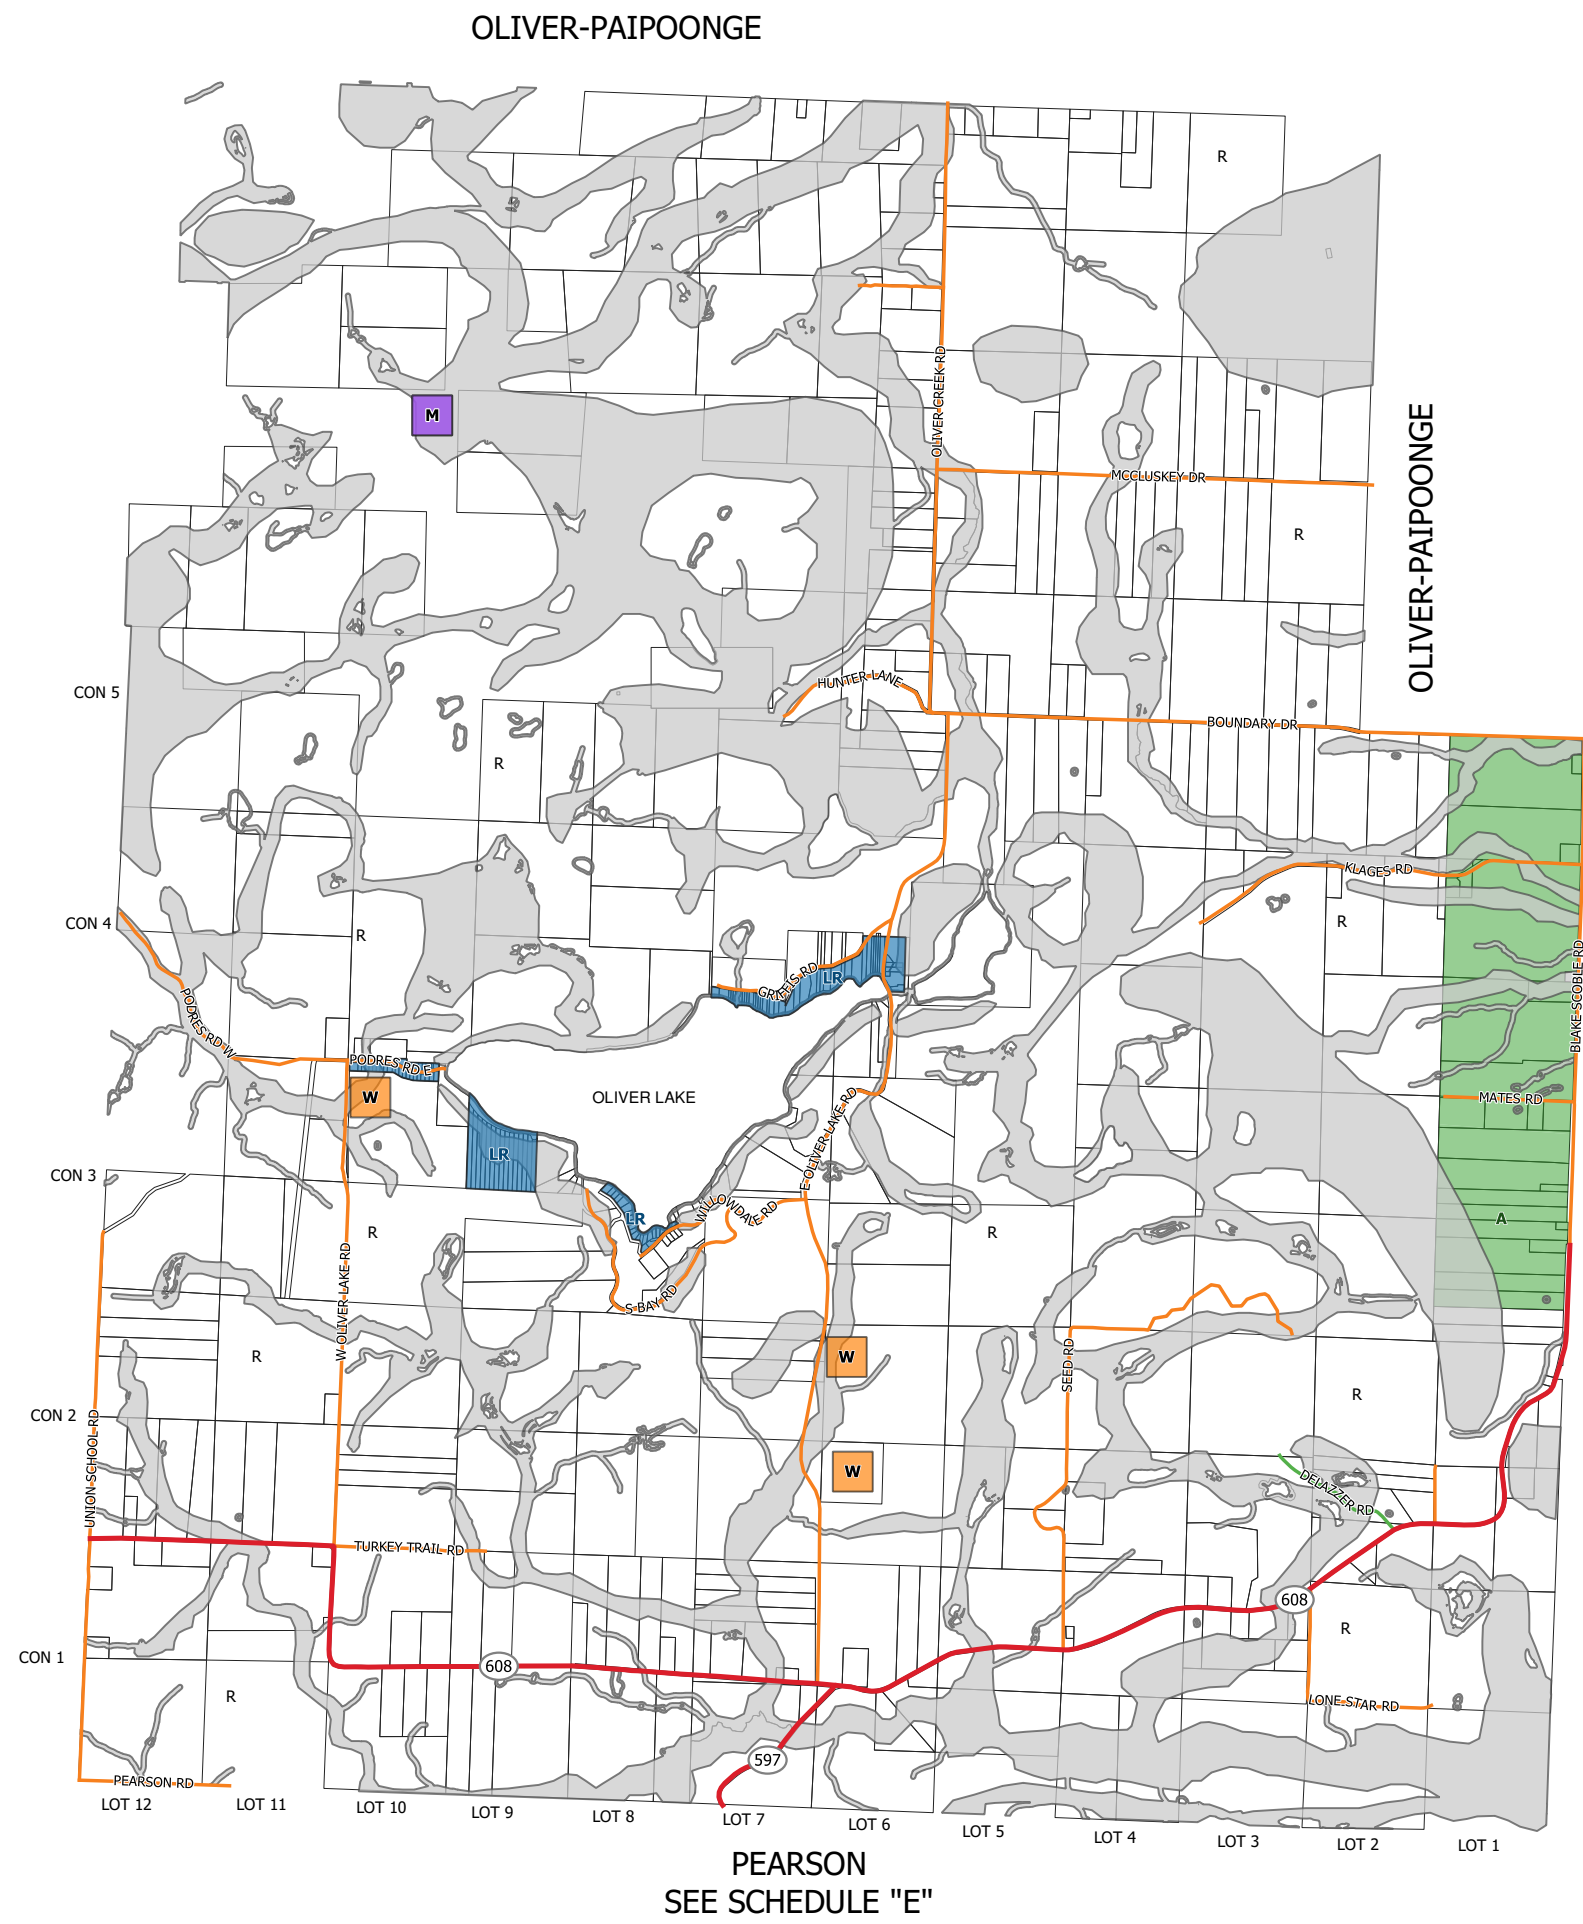 OLIVER-PAIPOONGE
R
OLIVER CREEK RD
M
OLIVER-PAIPOONGE
MCCLUSKEY DR
R
CON 5
HUNTER LANE
BOUNDARY DR
R
KLAGES RD
CON 4
R
R
BLAKE SCOBLE RD
GRIFFIS RD
LR
PODRES RD W
PODRES RD E
W
OLIVER LAKE
E OLIVER LAKE RD
MATES RD
LR
CON 3
LR
WILLOWDALE RD
R
R
A
W OLIVER LAKE RD
S BAY RD
R
W
SEED RD
R
CON 2
UNION SCHOOL RD
W
DELAZZER RD
TURKEY TRAIL RD
608
R
CON 1
608
R
LONE STAR RD
597
PEARSON RD
LOT 12
LOT 11
LOT 10
LOT 9
LOT 8
LOT 7
LOT 6
LOT 5
LOT 4
LOT 3
LOT 2
LOT 1
PEARSON
SEE SCHEDULE "E"